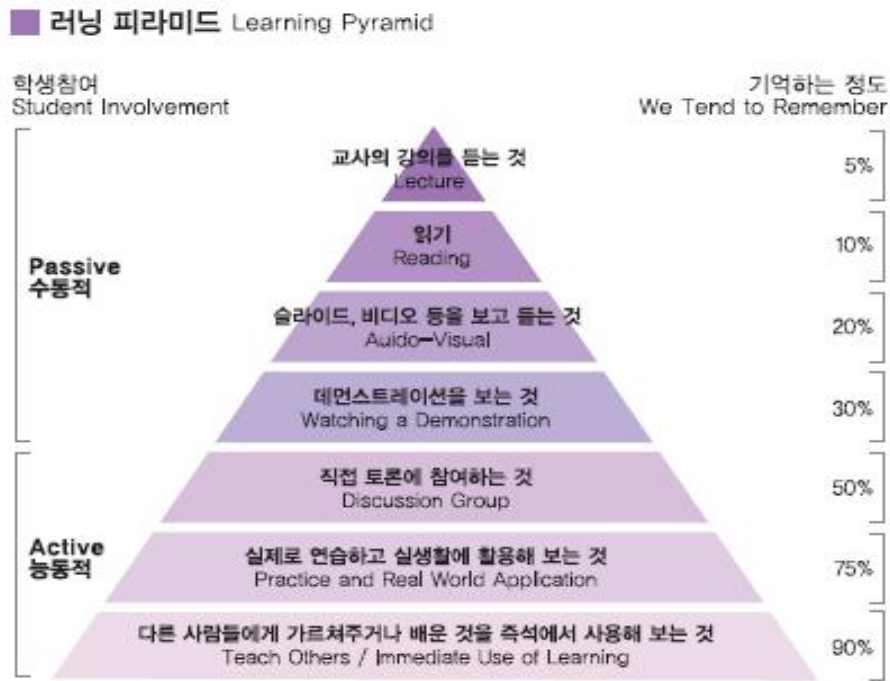 러닝 피라미드 Learning Pyramid
학생참여
Student Involvement
기억하는 정도
We Tend to Remember
교사의 강의를 듣는 것
Lecture
5%
읽기
Reading
10%
Passive
수동적
슬라이드, 비디오 등을 보고 듣는 것
Auido-Visual
20%
데먼스트레이션을 보는 것
Watching a Demonstration
30%
직접 토론에 참여하는 것
Discussion Group
50%
Active
능동적
실제로 연습하고 실생활에 활용해 보는 것
Practice and Real World Application
75%
다른 사람들에게 가르쳐주거나 배운 것을 즉석에서 사용해 보는 것
Teach Others / Immediate Use of Learning
90%